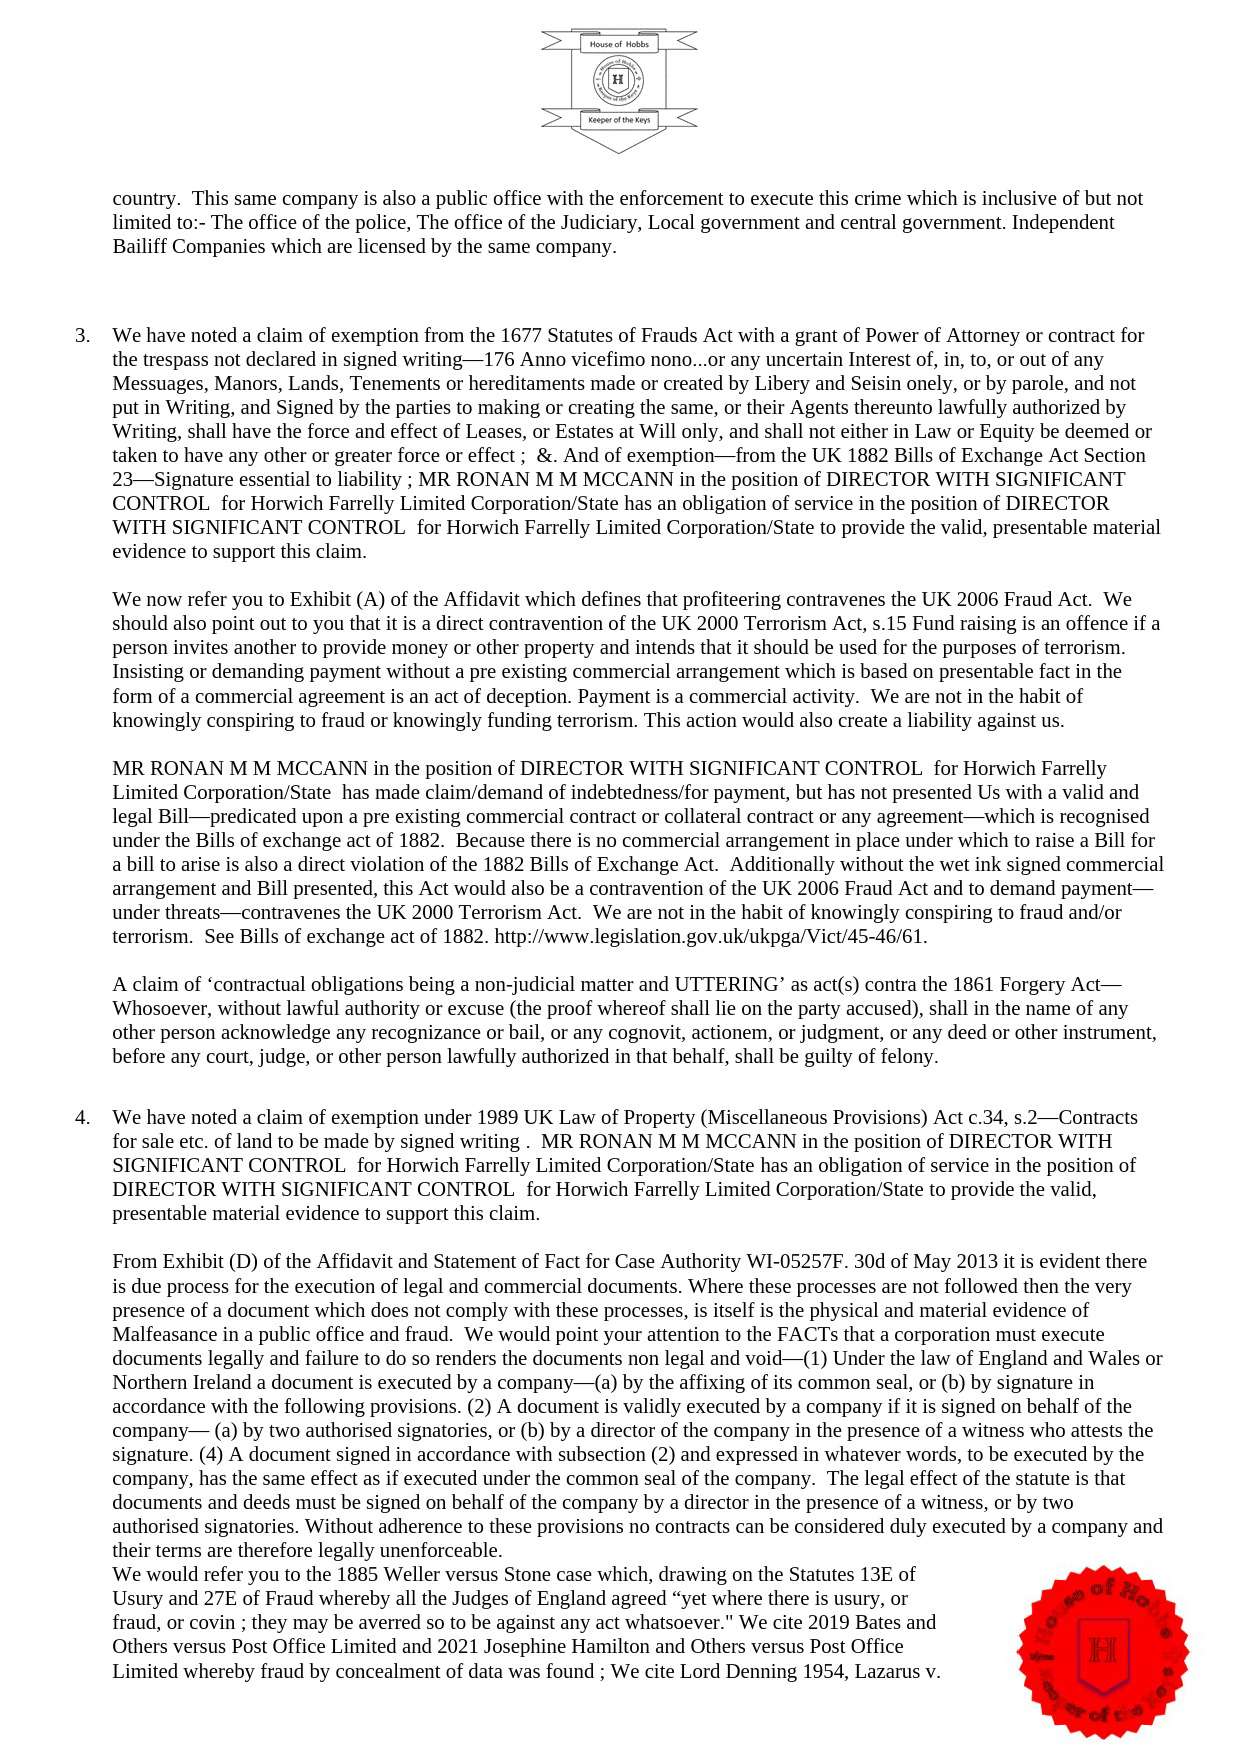 House of Hobbs
House of Hobbs
H
Keeper of the Keys
Keeper of the Keys
country.  This same company is also a public office with the enforcement to execute this crime which is inclusive of but not
limited to:- The office of the police, The office of the Judiciary, Local government and central government. Independent
Bailiff Companies which are licensed by the same company.
3. We have noted a claim of exemption from the 1677 Statutes of Frauds Act with a grant of Power of Attorney or contract for
the trespass not declared in signed writing—176 Anno vicefimo nono...or any uncertain Interest of, in, to, or out of any
Messuages, Manors, Lands, Tenements or hereditaments made or created by Libery and Seisin onely, or by parole, and not
put in Writing, and Signed by the parties to making or creating the same, or their Agents thereunto lawfully authorized by
Writing, shall have the force and effect of Leases, or Estates at Will only, and shall not either in Law or Equity be deemed or
taken to have any other or greater force or effect ;  &. And of exemption—from the UK 1882 Bills of Exchange Act Section
23—Signature essential to liability ; MR RONAN M M MCCANN in the position of DIRECTOR WITH SIGNIFICANT
CONTROL  for Horwich Farrelly Limited Corporation/State has an obligation of service in the position of DIRECTOR
WITH SIGNIFICANT CONTROL  for Horwich Farrelly Limited Corporation/State to provide the valid, presentable material
evidence to support this claim.
We now refer you to Exhibit (A) of the Affidavit which defines that profiteering contravenes the UK 2006 Fraud Act.  We
should also point out to you that it is a direct contravention of the UK 2000 Terrorism Act, s.15 Fund raising is an offence if a
person invites another to provide money or other property and intends that it should be used for the purposes of terrorism.
Insisting or demanding payment without a pre existing commercial arrangement which is based on presentable fact in the
form of a commercial agreement is an act of deception. Payment is a commercial activity.  We are not in the habit of
knowingly conspiring to fraud or knowingly funding terrorism. This action would also create a liability against us.
MR RONAN M M MCCANN in the position of DIRECTOR WITH SIGNIFICANT CONTROL  for Horwich Farrelly
Limited Corporation/State  has made claim/demand of indebtedness/for payment, but has not presented Us with a valid and
legal Bill—predicated upon a pre existing commercial contract or collateral contract or any agreement—which is recognised
under the Bills of exchange act of 1882.  Because there is no commercial arrangement in place under which to raise a Bill for
a bill to arise is also a direct violation of the 1882 Bills of Exchange Act.  Additionally without the wet ink signed commercial
arrangement and Bill presented, this Act would also be a contravention of the UK 2006 Fraud Act and to demand payment—
under threats—contravenes the UK 2000 Terrorism Act.  We are not in the habit of knowingly conspiring to fraud and/or
terrorism.  See Bills of exchange act of 1882. http://www.legislation.gov.uk/ukpga/Vict/45-46/61.
A claim of ‘contractual obligations being a non-judicial matter and UTTERING’ as act(s) contra the 1861 Forgery Act—
Whosoever, without lawful authority or excuse (the proof whereof shall lie on the party accused), shall in the name of any
other person acknowledge any recognizance or bail, or any cognovit, actionem, or judgment, or any deed or other instrument,
before any court, judge, or other person lawfully authorized in that behalf, shall be guilty of felony.
4. We have noted a claim of exemption under 1989 UK Law of Property (Miscellaneous Provisions) Act c.34, s.2—Contracts
for sale etc. of land to be made by signed writing .  MR RONAN M M MCCANN in the position of DIRECTOR WITH
SIGNIFICANT CONTROL  for Horwich Farrelly Limited Corporation/State has an obligation of service in the position of
DIRECTOR WITH SIGNIFICANT CONTROL  for Horwich Farrelly Limited Corporation/State to provide the valid,
presentable material evidence to support this claim.
From Exhibit (D) of the Affidavit and Statement of Fact for Case Authority WI-05257F. 30d of May 2013 it is evident there
is due process for the execution of legal and commercial documents. Where these processes are not followed then the very
presence of a document which does not comply with these processes, is itself is the physical and material evidence of
Malfeasance in a public office and fraud.  We would point your attention to the FACTs that a corporation must execute
documents legally and failure to do so renders the documents non legal and void—(1) Under the law of England and Wales or
Northern Ireland a document is executed by a company—(a) by the affixing of its common seal, or (b) by signature in
accordance with the following provisions. (2) A document is validly executed by a company if it is signed on behalf of the
company— (a) by two authorised signatories, or (b) by a director of the company in the presence of a witness who attests the
signature. (4) A document signed in accordance with subsection (2) and expressed in whatever words, to be executed by the
company, has the same effect as if executed under the common seal of the company.  The legal effect of the statute is that
documents and deeds must be signed on behalf of the company by a director in the presence of a witness, or by two
authorised signatories. Without adherence to these provisions no contracts can be considered duly executed by a company and
their terms are therefore legally unenforceable.
We would refer you to the 1885 Weller versus Stone case which, drawing on the Statutes 13E of
Usury and 27E of Fraud whereby all the Judges of England agreed “yet where there is usury, or
fraud, or covin ; they may be averred so to be against any act whatsoever." We cite 2019 Bates and
Others versus Post Office Limited and 2021 Josephine Hamilton and Others versus Post Office
Limited whereby fraud by concealment of data was found ; We cite Lord Denning 1954, Lazarus v.
House of Hobbs
H